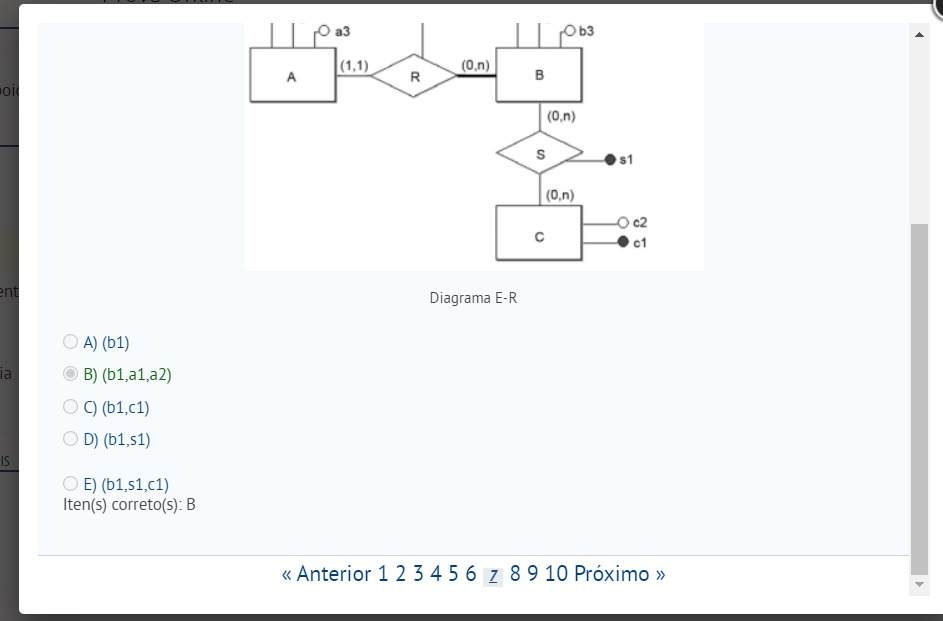 a3
b3
A
(1,1)
R
(0,n)
B
(0,n)
S
s1
(0,n)
c2
C
c1
Diagrama E-R
A) (b1)
B) (b1,a1,a2)
C) (b1,c1)
D) (b1,s1)
E) (b1,s1,c1)
Iten(s) correto(s): B
« Anterior 1 2 3 4 5 6 7 8 9 10 Próximo »